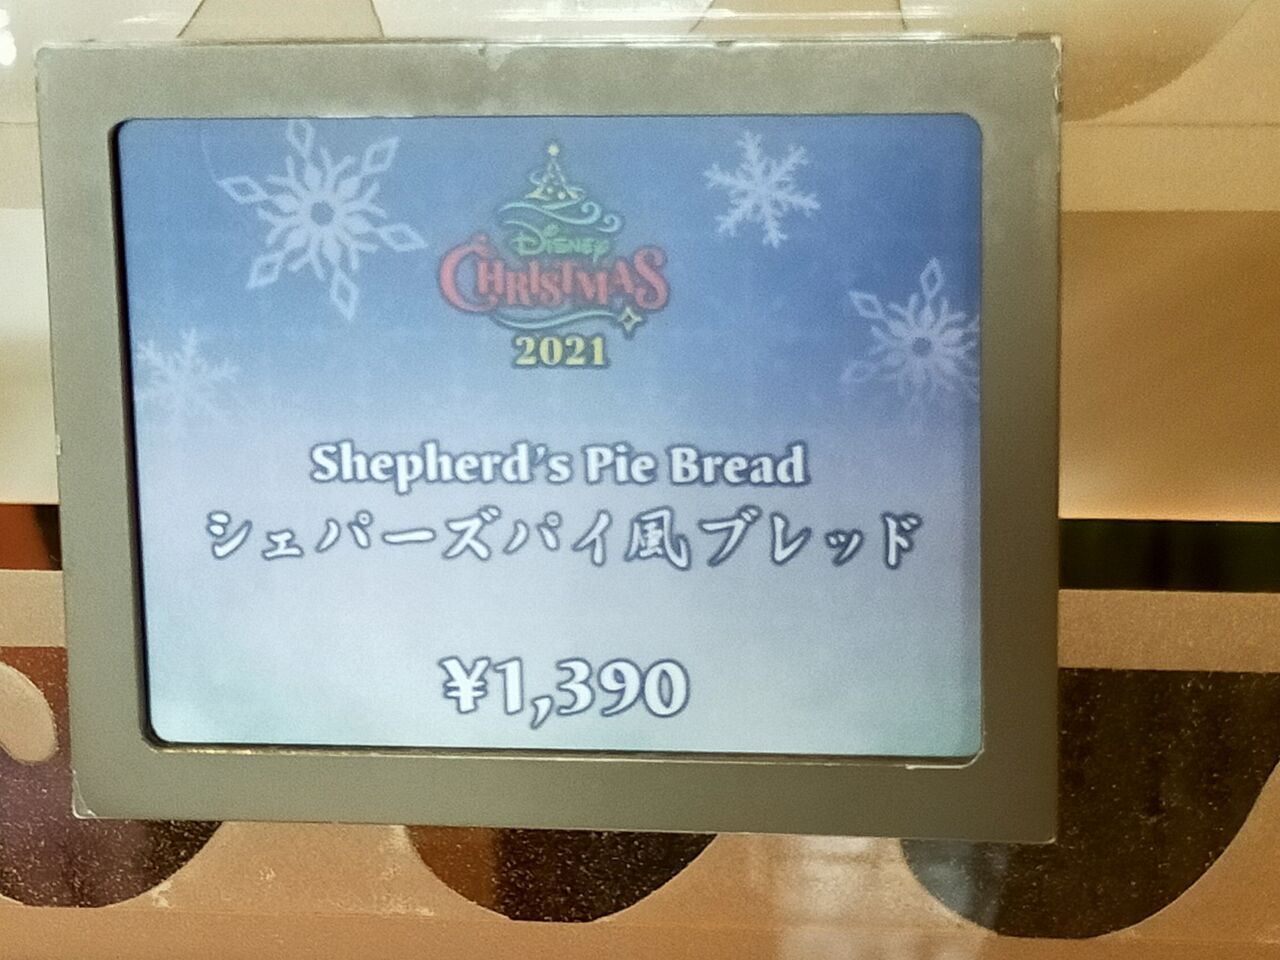 Disney
CHRISTMAS
2021
Shepherd's Pie Bread
シェパーズパイ風ブレッド
¥1,390